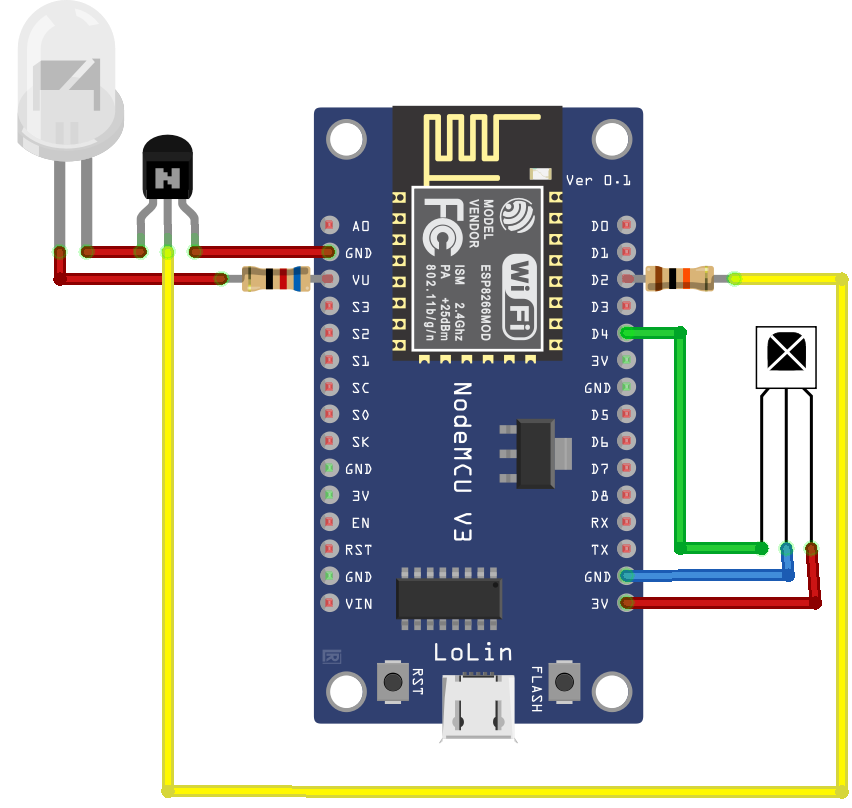 N
Ver 0.1
A0
GND
VU
S3
S2
S1
SC
S0
SK
GND
3V
EN
RST
GND
VIN
D0
D1
D2
D3
D4
3V
GND
D5
D6
D7
D8
RX
TX
GND
3V
MODEL
VENDOR
ESP8266MOD
FC
WiFi
ISM 2.4Ghz
PA +25dBm
802.11b/g/n
NodeMCU V3
LoLin
RST
FLASH